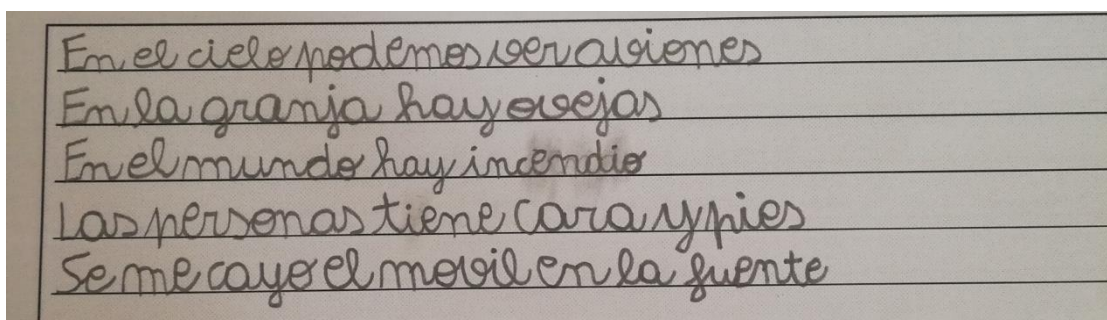 En el cielo podemos ver aviones
En la granja hay ovejas
En el mundo hay incendio
Las personas tiene cara y pies
Se me cayo el movil en la fuente